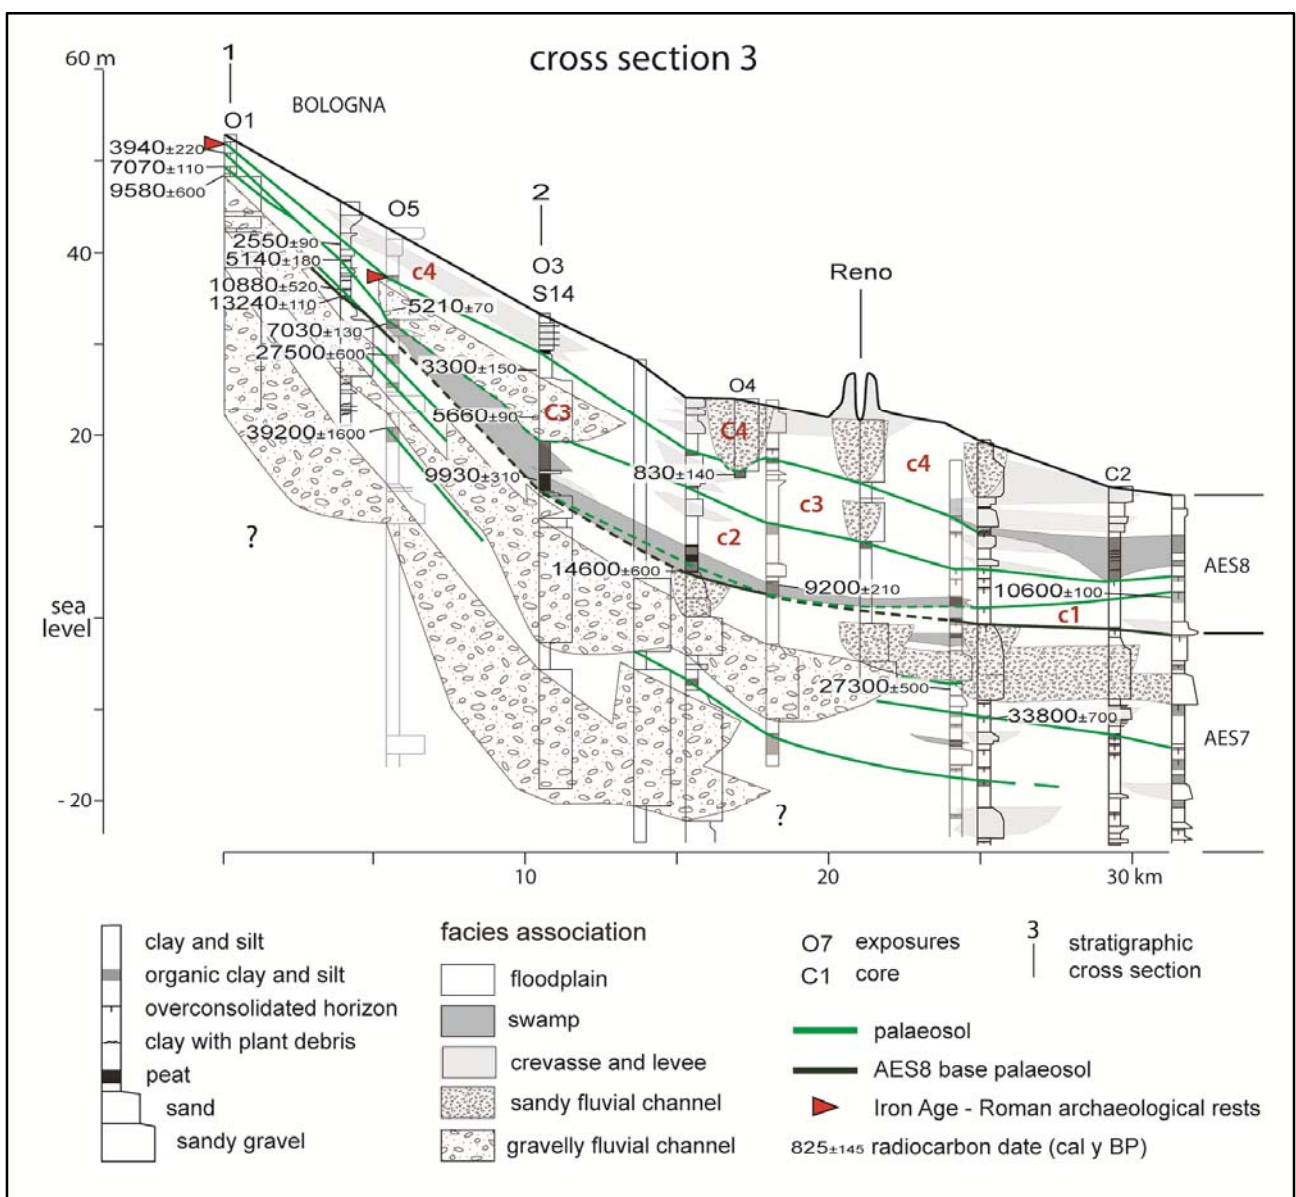 cross section 3
60 m
1
BOLOGNA
O1
3940±220
7070±110
9580±600
2
O5
40
2550±90
5140±180
c4
O3
S14
Reno
10880±520
13240±110
5210±70
7030±130
27500±600
3300±150
O4
5660±90
C3
C4
20
39200±1600
c4
9930±310
830±140
C2
c3
?
c2
14600±600
9200±210
10600±100
AES8
sea
level
c1
27300±500
33800±700
AES7
- 20
?
10
20
30 km
clay and silt
organic clay and silt
overconsolidated horizon
clay with plant debris
peat
sand
sandy gravel
facies association
floodplain
swamp
crevasse and levee
sandy fluvial channel
gravelly fluvial channel
O7 exposures
C1 core
3 stratigraphic
cross section
palaeosol
AES8 base palaeosol
Iron Age - Roman archaeological rests
825±145 radiocarbon date (cal y BP)